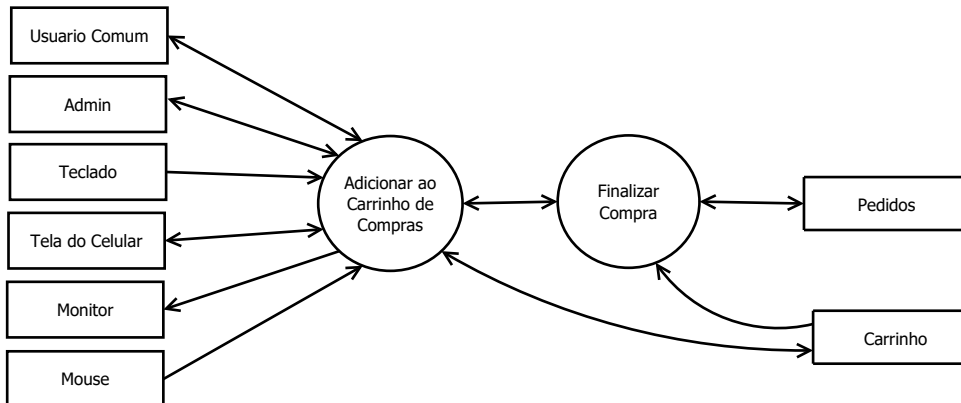 Usuario Comum
Admin
Teclado
Tela do Celular
Monitor
Mouse
Adicionar ao
Carrinho de
Compras
Finalizar
Compra
Pedidos
Carrinho